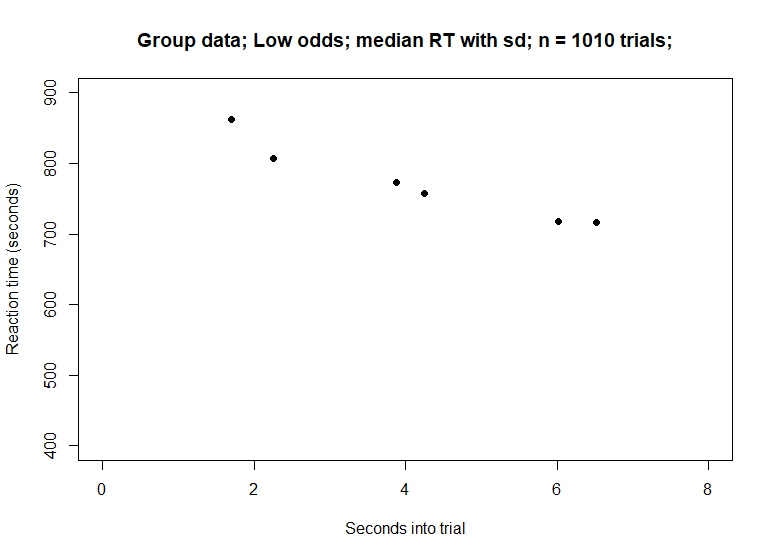 Group data; Low odds; median RT with sd; n = 1010 trials;
Reaction time (seconds)
900
800
700
600
500
400
0 2 4 6 8
Seconds into trial